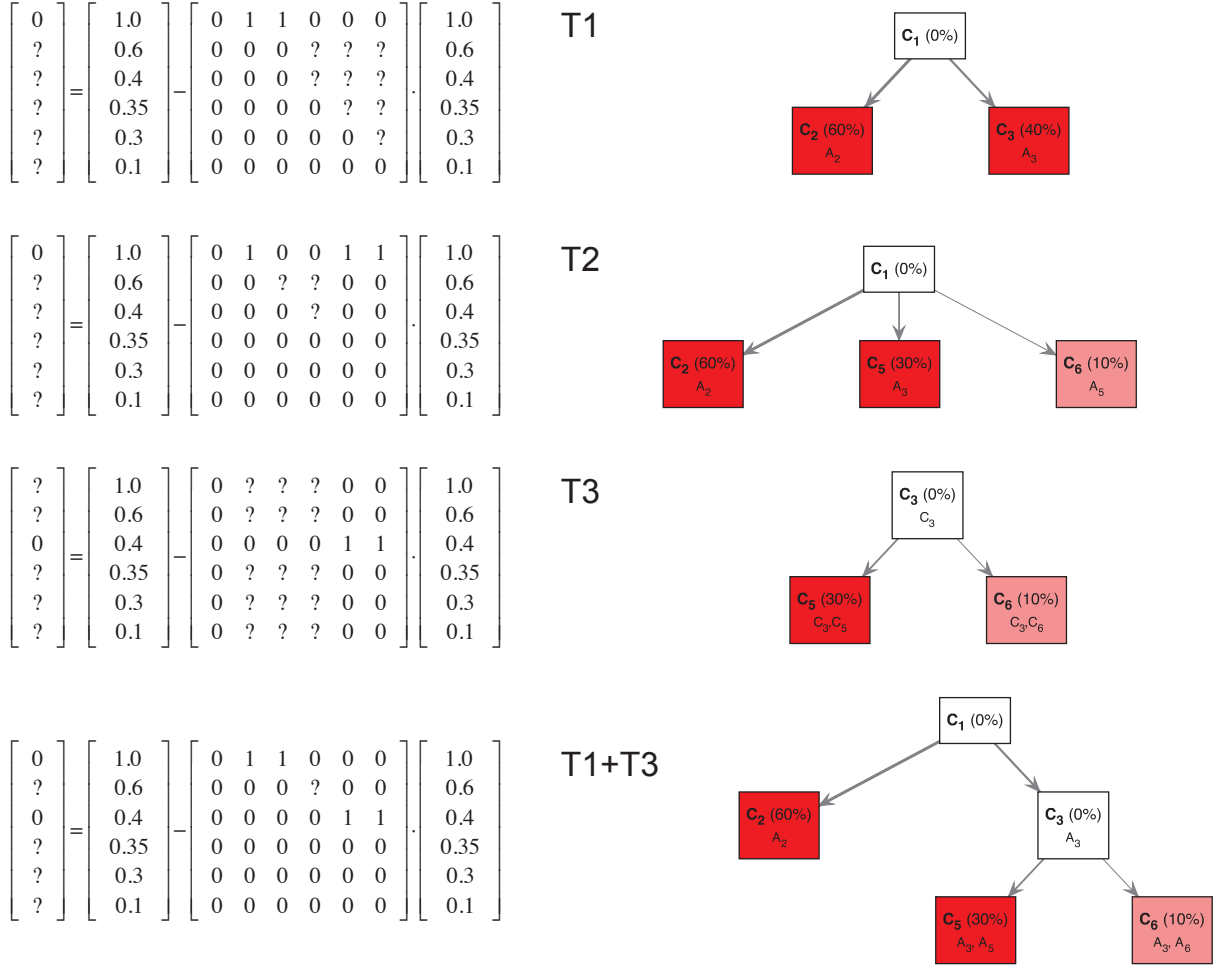 T1
0 1.0 0 1 1 0 0 0 1.0
? 0.6 0 0 0 ? ? ? 0.6
? 0.4 0 0 0 ? ? ? 0.4
? = 0.35 − 0 0 0 0 ? ? · 0.35
? 0.3 0 0 0 0 0 ? 0.3
? 0.1 0 0 0 0 0 0 0.1
C1 (0%)
C2 (60%)
A2
C3 (40%)
A3
T2
0 1.0 0 1 0 0 1 1 1.0
? 0.6 0 0 ? ? 0 0 0.6
? 0.4 0 0 0 ? 0 0 0.4
? = 0.35 − 0 0 0 0 0 0 · 0.35
? 0.3 0 0 0 0 0 0 0.3
? 0.1 0 0 0 0 0 0 0.1
C1 (0%)
C2 (60%)
A2
C5 (30%)
A3
C6 (10%)
A5
T3
? 1.0 0 ? ? ? 0 0 1.0
? 0.6 0 ? ? ? 0 0 0.6
0 0.4 0 0 0 0 1 1 0.4
? = 0.35 − 0 ? ? ? 0 0 · 0.35
? 0.3 0 ? ? ? 0 0 0.3
? 0.1 0 ? ? ? 0 0 0.1
C3 (0%)
C3
C5 (30%)
C3,C5
C6 (10%)
C3,C6
T1+T3
0 1.0 0 1 1 0 0 0 1.0
? 0.6 0 0 0 ? 0 0 0.6
0 0.4 0 0 0 0 1 1 0.4
? = 0.35 − 0 0 0 0 0 0 · 0.35
? 0.3 0 0 0 0 0 0 0.3
? 0.1 0 0 0 0 0 0 0.1
C1 (0%)
C2 (60%)
A2
C3 (0%)
A3
C5 (30%)
A3, A5
C6 (10%)
A3, A6